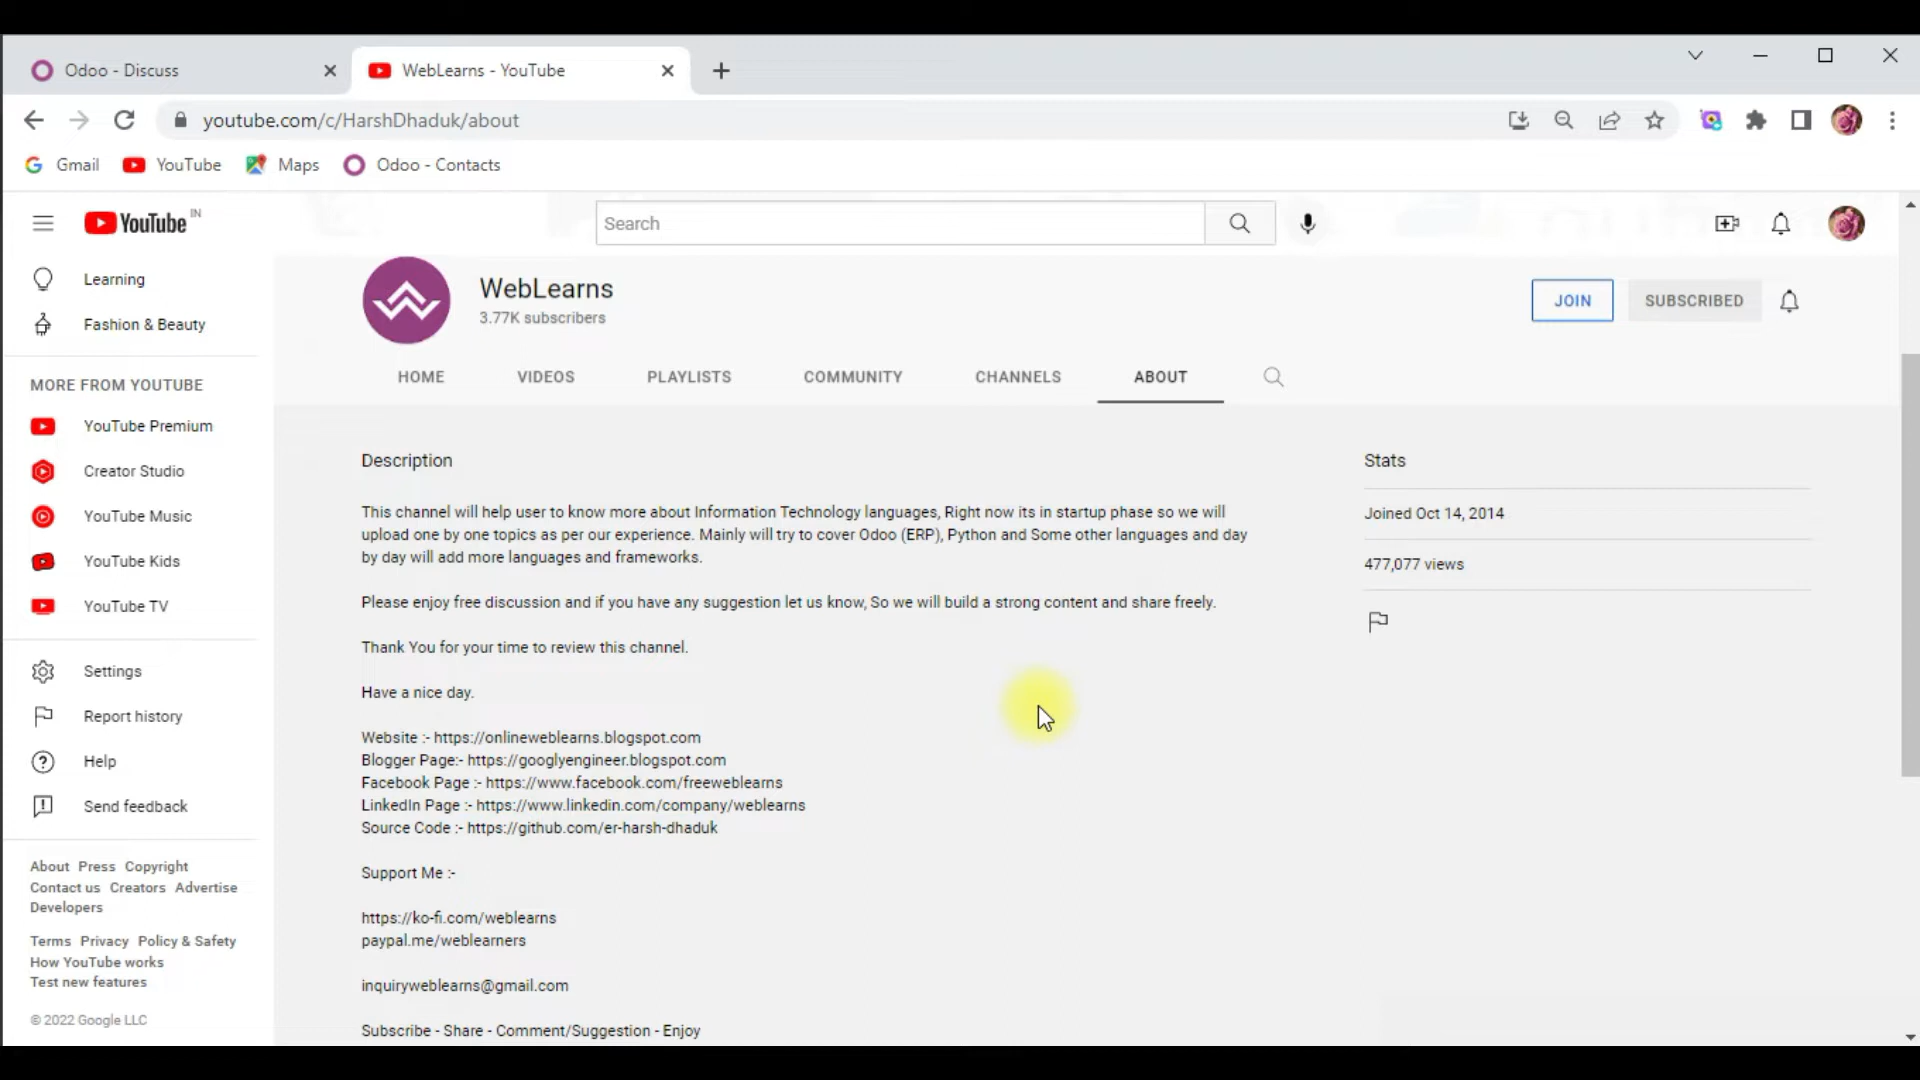 Odoo - Discuss
WebLearns - YouTube
youtube.com/c/HarshDhaduk/about
Gmail
YouTube
Maps
Odoo - Contacts
YouTube IN
Search
Learning
Fashion & Beauty
MORE FROM YOUTUBE
YouTube Premium
Creator Studio
YouTube Music
YouTube Kids
YouTube TV
Settings
Report history
Help
Send feedback
About Press Copyright
Contact us Creators Advertise
Developers
Terms Privacy Policy & Safety
How YouTube works
Test new features
© 2022 Google LLC
WebLearns
3.77K subscribers
JOIN
SUBSCRIBED
HOME
VIDEOS
PLAYLISTS
COMMUNITY
CHANNELS
ABOUT
Description
This channel will help user to know more about Information Technology languages, Right now its in startup phase so we will
upload one by one topics as per our experience. Mainly will try to cover Odoo (ERP), Python and Some other languages and day
by day will add more languages and frameworks.
Please enjoy free discussion and if you have any suggestion let us know, So we will build a strong content and share freely.
Thank You for your time to review this channel.
Have a nice day.
Website :- https://onlineweblearns.blogspot.com
Blogger Page:- https://googlyengineer.blogspot.com
Facebook Page :- https://www.facebook.com/freeweblearns
LinkedIn Page :- https://www.linkedin.com/company/weblearns
Source Code :- https://github.com/er-harsh-dhaduk
Support Me :-
https://ko-fi.com/weblearns
paypal.me/weblearners
inquiryweblearns@gmail.com
Subscribe - Share - Comment/Suggestion - Enjoy
Stats
Joined Oct 14, 2014
477,077 views